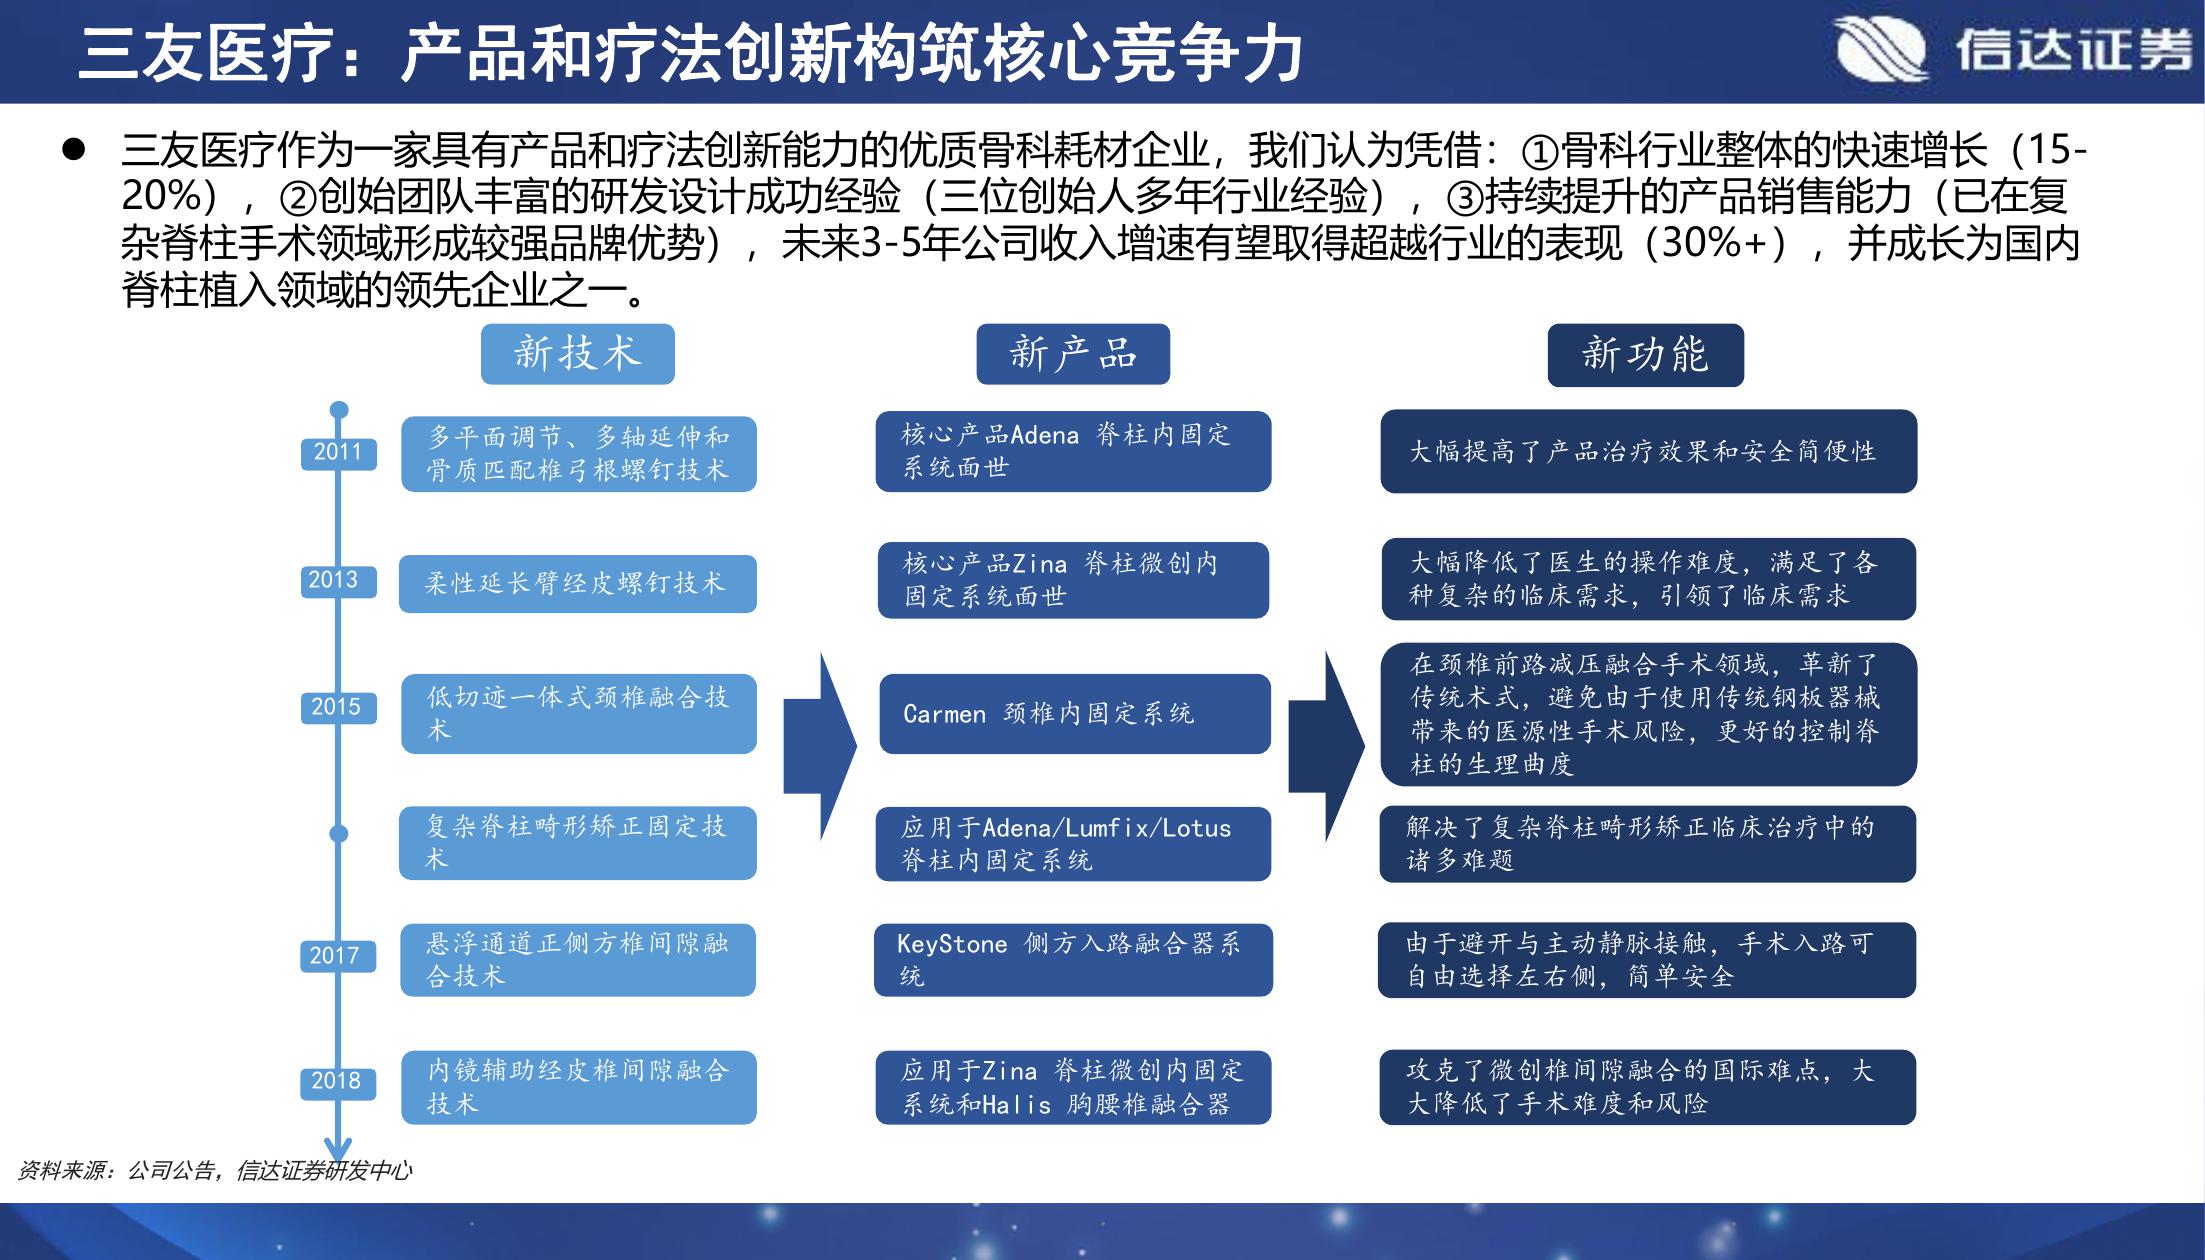 三友医疗：产品和疗法创新构筑核心竞争力
信达证券
● 三友医疗作为一家具有产品和疗法创新能力的优质骨科耗材企业，我们认为凭借：①骨科行业整体的快速增长（15-
20%），②创始团队丰富的研发设计成功经验（三位创始人多年行业经验），③持续提升的产品销售能力（已在复
杂脊柱手术领域形成较强品牌优势），未来3-5年公司收入增速有望取得超越行业的表现（30%+），并成长为国内
脊柱植入领域的领先企业之一。
新技术
新产品
新功能
2011
多平面调节、多轴延伸和
骨质匹配椎弓根螺钉技术
核心产品Adena 脊柱内固定
系统面世
大幅提高了产品治疗效果和安全简便性
2013
柔性延长臂经皮螺钉技术
核心产品Zina 脊柱微创内
固定系统面世
大幅降低了医生的操作难度，满足了各
种复杂的临床需求，引领了临床需求
2015
低切迹一体式颈椎融合技
术
Carmen 颈椎内固定系统
在颈椎前路减压融合手术领域，革新了
传统术式，避免由于使用传统钢板器械
带来的医源性手术风险，更好的控制脊
柱的生理曲度
复杂脊柱畸形矫正固定技
术
应用于Adena/Lumfix/Lotus
脊柱内固定系统
解决了复杂脊柱畸形矫正临床治疗中的
诸多难题
2017
悬浮通道正侧方椎间隙融
合技术
KeyStone 侧方入路融合器系
统
由于避开与主动静脉接触，手术入路可
自由选择左右侧，简单安全
2018
内镜辅助经皮椎间隙融合
技术
应用于Zina 脊柱微创内固定
系统和Halis 胸腰椎融合器
攻克了微创椎间隙融合的国际难点，大
大降低了手术难度和风险
资料来源：公司公告，信达证券研发中心